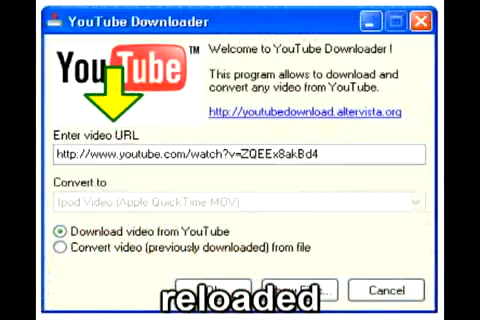 YouTube Downloader
YouTube™
Welcome to YouTube Downloader !
This program allows to download and
convert any video from YouTube.
http://youtubedownload.altervista.org
Enter video URL
http://www.youtube.com/watch?v=ZQEEx8akBd4
Convert to
Ipod Video (Apple QuickTime MOV)
Download video from YouTube
Convert video (previously downloaded) from file
Cancel
reloaded